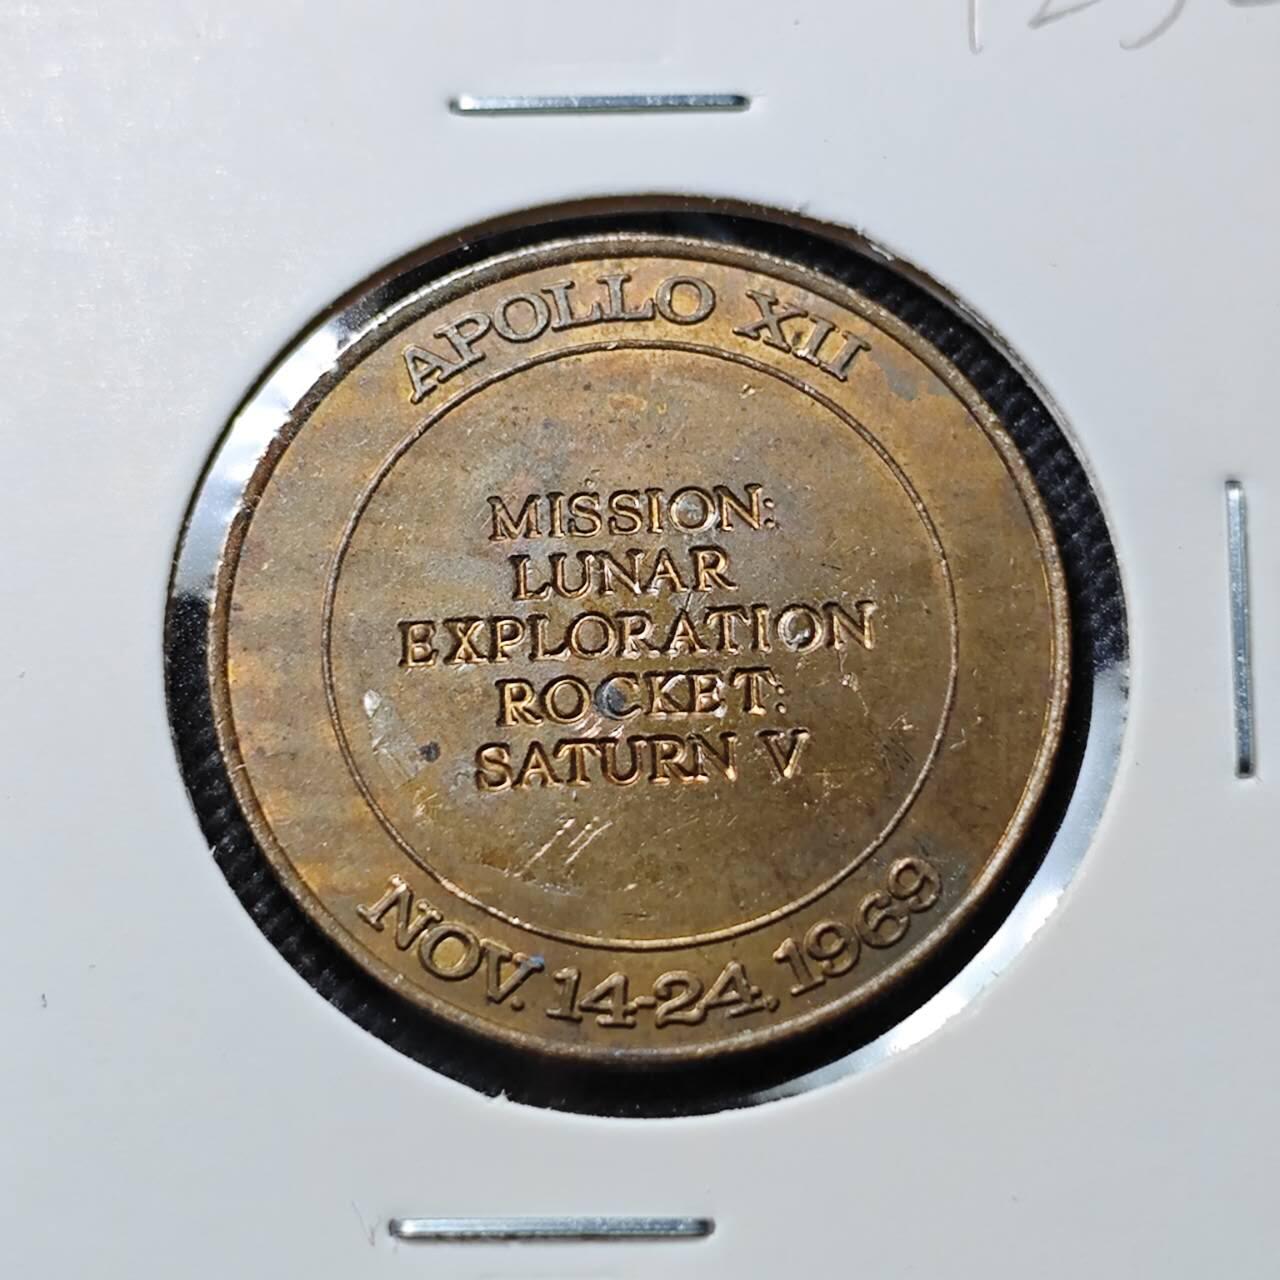 APOLLO XII
MISSION:
LUNAR
EXPLORATION
ROCKET:
SATURN V
NOV. 14-24, 1969